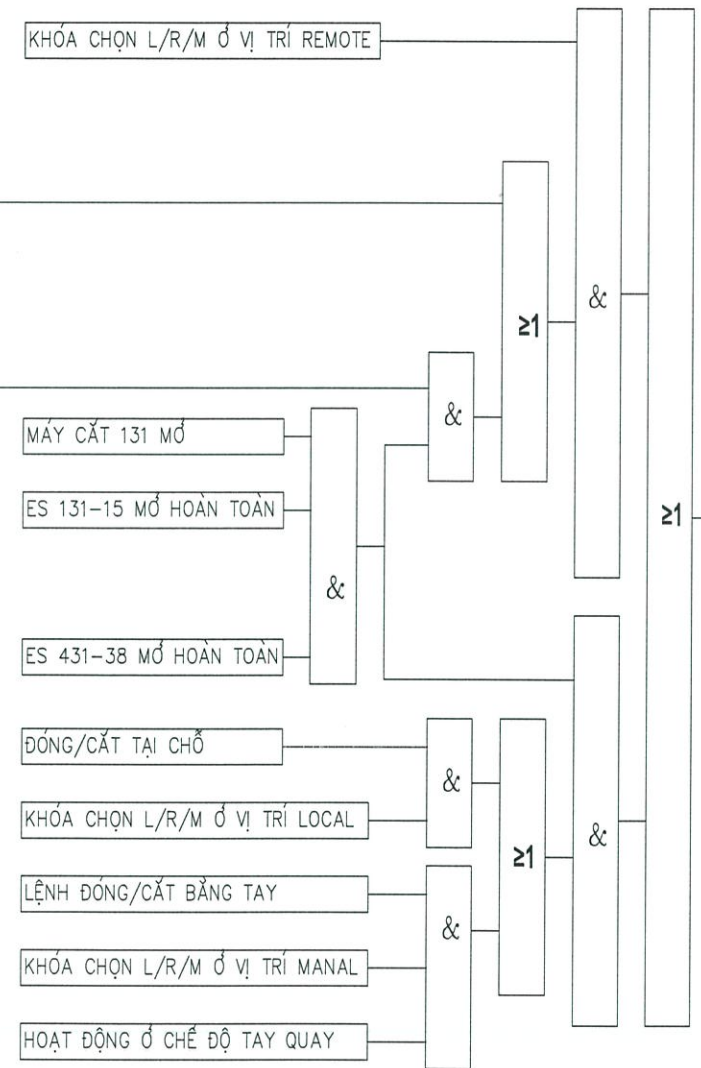 KHÓA CHỌN L/R/M Ở VỊ TRÍ REMOTE
&
≥1
&
MÁY CẮT 131 MỞ
ES 131-15 MỞ HOÀN TOÀN
≥1
&
ES 431-38 MỞ HOÀN TOÀN
ĐÓNG/CẮT TẠI CHỖ
&
KHÓA CHỌN L/R/M Ở VỊ TRÍ LOCAL
&
≥1
LỆNH ĐÓNG/CẮT BẰNG TAY
&
KHÓA CHỌN L/R/M Ở VỊ TRÍ MANAL
HOẠT ĐỘNG Ở CHẾ ĐỘ TAY QUAY